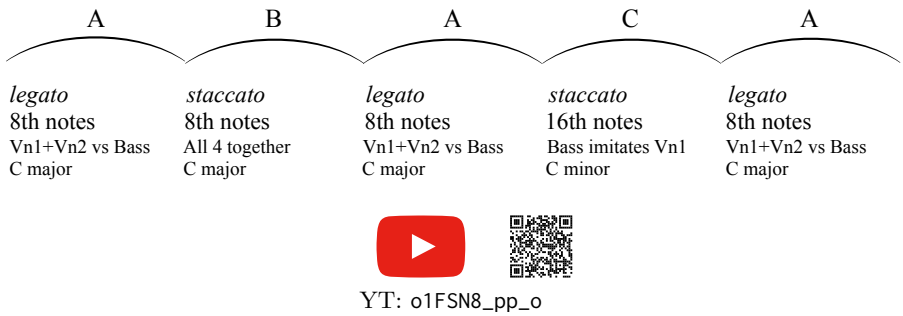 A B A C A
legato staccato legato staccato legato
8th notes 8th notes 8th notes 16th notes 8th notes
Vn1+Vn2 vs Bass All 4 together Vn1+Vn2 vs Bass Bass imitates Vn1 Vn1+Vn2 vs Bass
C major C major C major C minor C major
YT: o1FSN8_pp_o